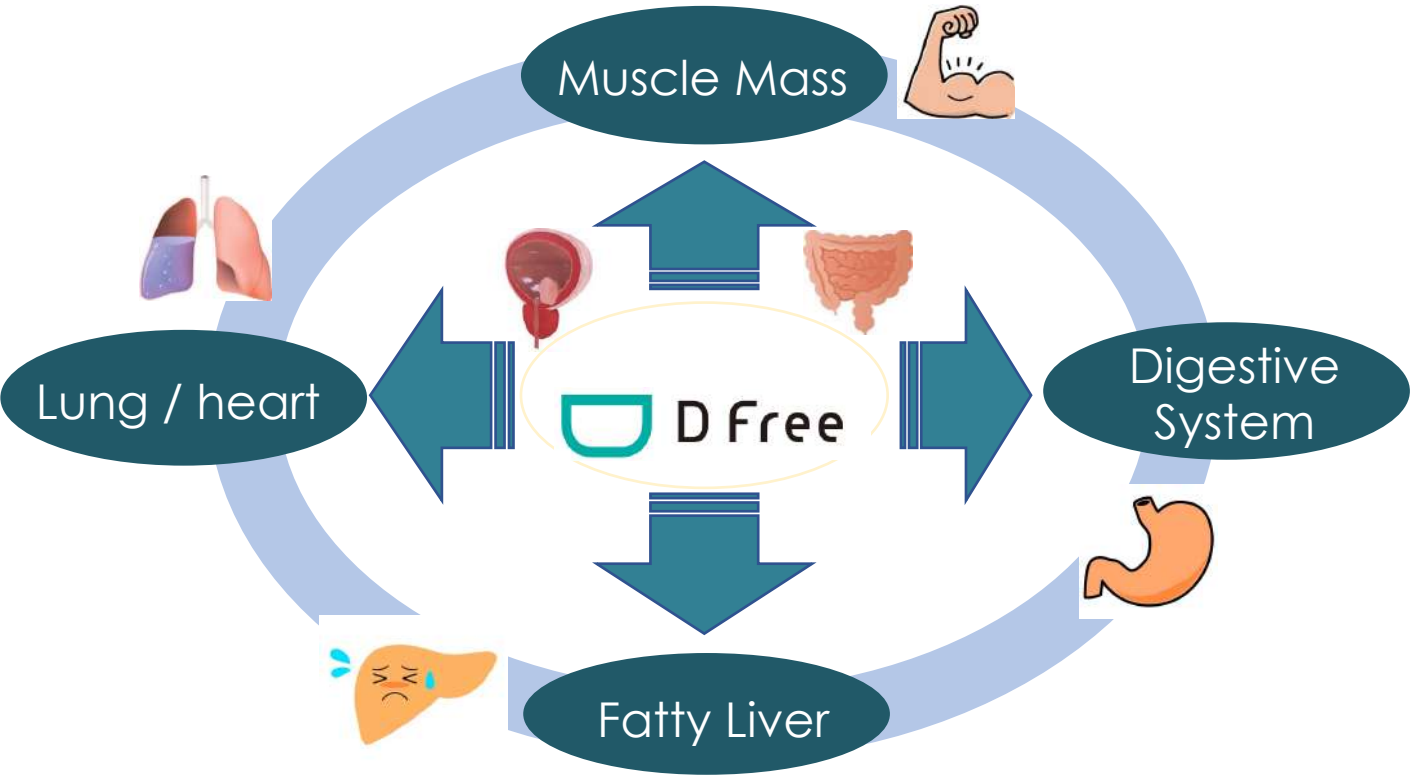 Muscle Mass
Lung / heart
D Free
Digestive
System
Fatty Liver